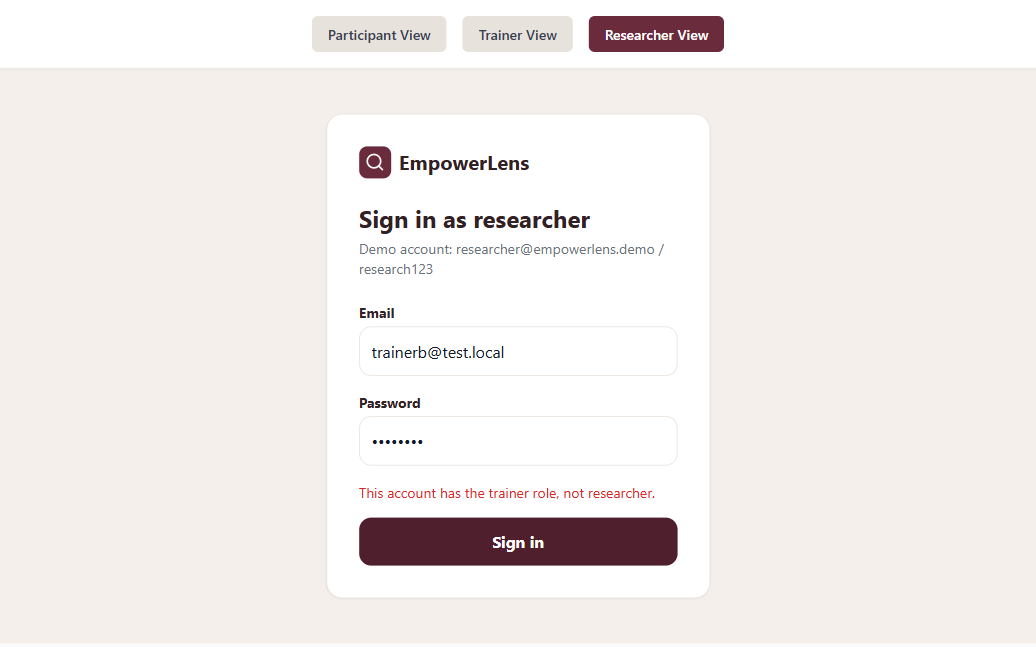 Participant View
Trainer View
Researcher View
EmpowerLens
Sign in as researcher
Demo account: researcher@empowerlens.demo /
research123
Email
trainerb@test.local
Password
••••••••
This account has the trainer role, not researcher.
Sign in